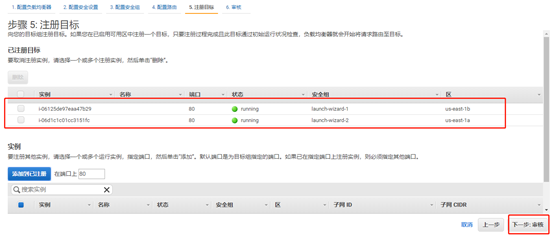 1. 配置负载均衡器 2. 配置安全设置 3. 配置安全组 4. 配置路由 5. 注册目标 6. 审核
步骤 5: 注册目标
向您的目标组注册目标。如果您在已启用可用区中注册一个目标，只要注册过程完成且此目标通过初始运行状况检查，负载均衡器就会开始将请求路由至目标。
已注册目标
要取消注册实例，请选择一个或多个注册实例，然后单击“删除”。
删除
实例 名称 端口 状态 安全组 区
i-06125de97eaa47b29 80 running launch-wizard-1 us-east-1b
i-06d1c1c01cc3151fc 80 running launch-wizard-2 us-east-1a
实例
要注册其他实例，请选择一个或多个运行实例，指定端口，然后单击“添加”。默认端口是为目标组指定的端口。如果已在指定端口上注册实例，则必须指定其他端口。
添加到已注册 在端口上 80
搜索实例
实例 名称 状态 安全组 区 子网 ID 子网 CIDR
取消 上一步 下一步: 审核